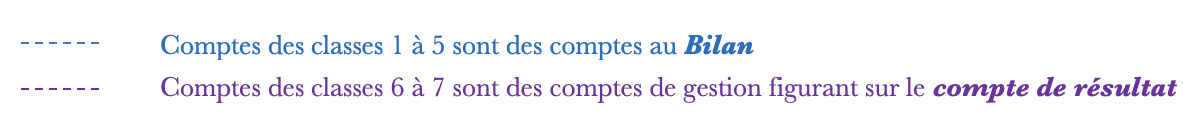 Comptes des classes 1 à 5 sont des comptes au Bilan
Comptes des classes 6 à 7 sont des comptes de gestion figurant sur le compte de résultat